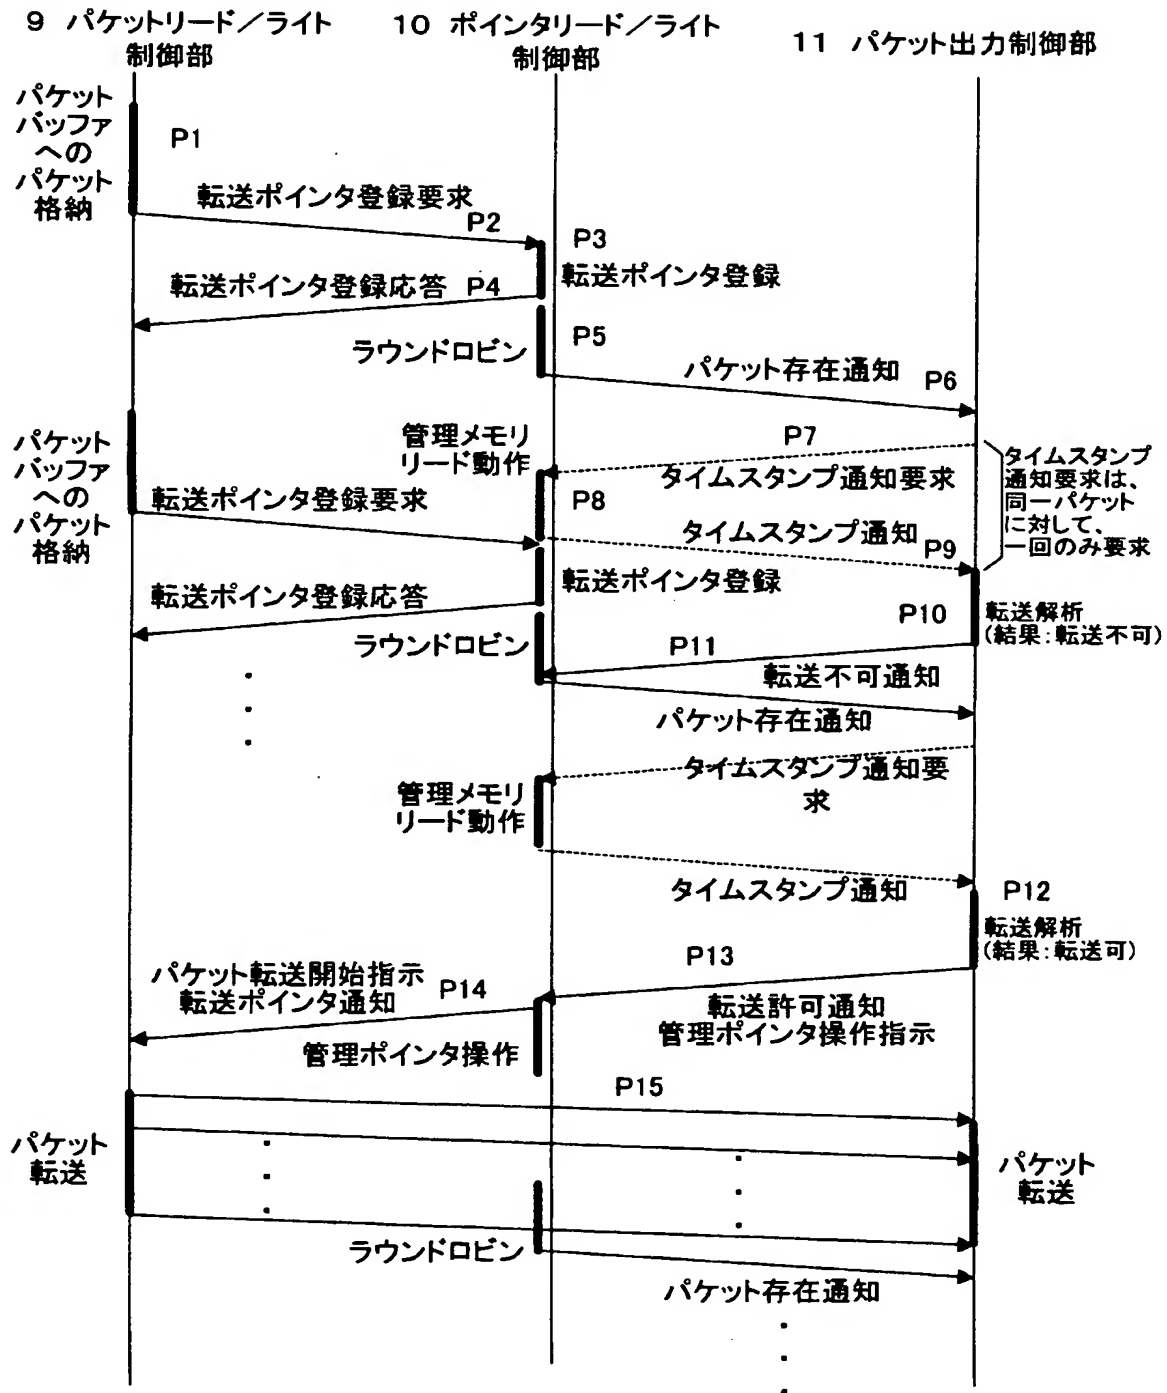 9 パケットリード／ライト
制御部
10 ポインタリード／ライト
制御部
11 パケット出力制御部
パケット
バッファ
への
パケット
格納
P1
転送ポインタ登録要求
P2
P3
転送ポインタ登録
転送ポインタ登録応答 P4
P5
ラウンドロビン
パケット存在通知 P6
管理メモリ
リード動作
P7
タイムスタンプ通知要求
タイムスタンプ
通知要求は、
同一パケット
に対して、
一回のみ要求
パケット
バッファ
への
パケット
格納
転送ポインタ登録要求
P8
タイムスタンプ通知
P9
転送ポインタ登録
転送ポインタ登録応答
P10
転送解析
(結果:転送不可)
ラウンドロビン
P11
転送不可通知
パケット存在通知
タイムスタンプ通知要
求
管理メモリ
リード動作
タイムスタンプ通知
P12
転送解析
(結果:転送可)
P13
パケット転送開始指示
転送ポインタ通知
P14
転送許可通知
管理ポインタ操作指示
管理ポインタ操作
P15
パケット
転送
パケット
転送
ラウンドロビン
パケット存在通知